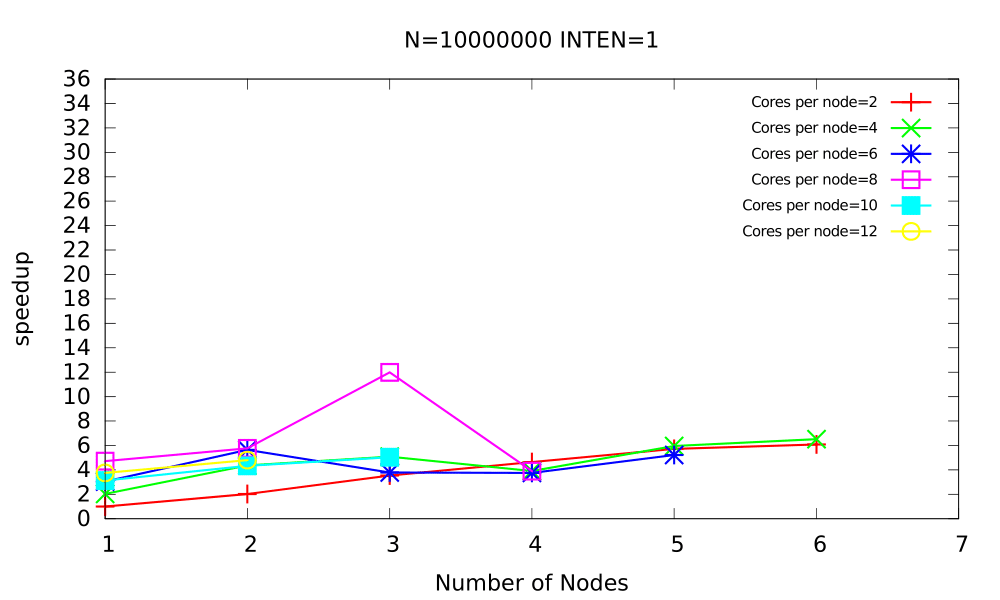 N=10000000 INTEN=1
36
34
32
30
28
26
24
22
20
18
16
14
12
10
8
6
4
2
0
speedup
Cores per node=2
Cores per node=4
Cores per node=6
Cores per node=8
Cores per node=10
Cores per node=12
1 2 3 4 5 6 7
Number of Nodes